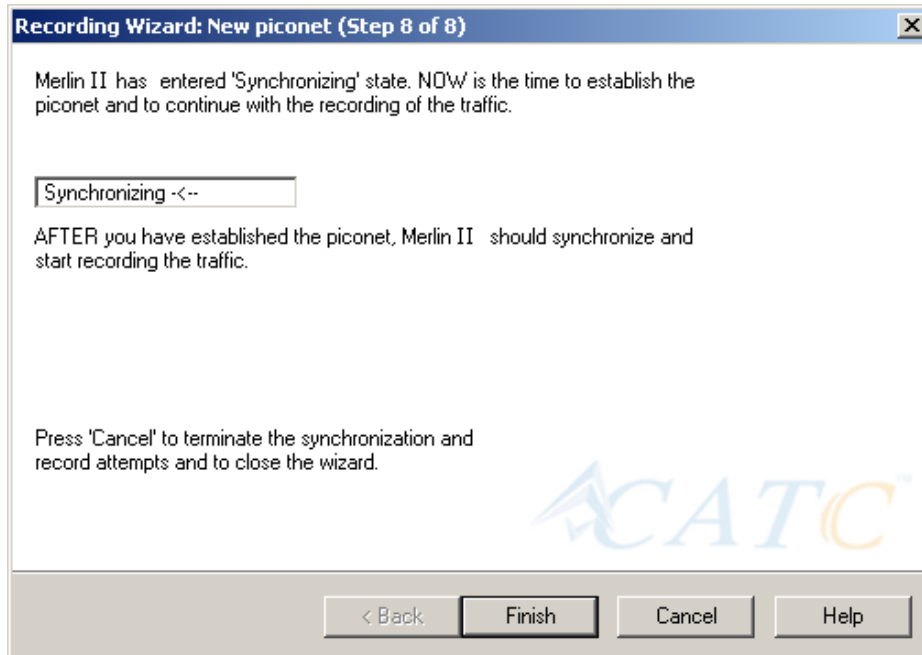 Recording Wizard: New piconet (Step 8 of 8)
Merlin II has entered 'Synchronizing' state. NOW is the time to establish the
piconet and to continue with the recording of the traffic.
Synchronizing -<--
AFTER you have established the piconet, Merlin II should synchronize and
start recording the traffic.
Press 'Cancel' to terminate the synchronization and
record attempts and to close the wizard.
CATC™
< Back Finish Cancel Help